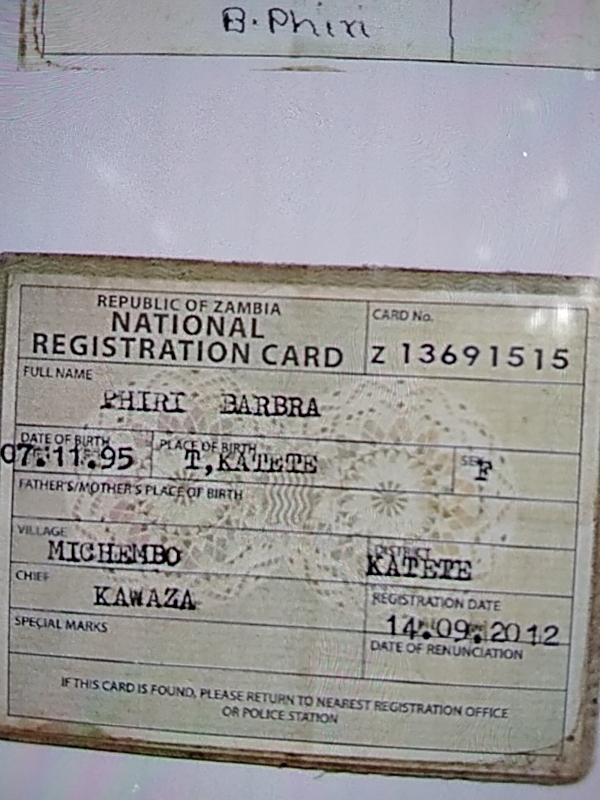 B. Phiri
REPUBLIC OF ZAMBIA
NATIONAL
REGISTRATION CARD
CARD No.
Z 13691515
FULL NAME
PHIRI BARBRA
DATE OF BIRTH
07.11.95
PLACE OF BIRTH
T,KATETE
SEX
F
FATHER'S/MOTHER'S PLACE OF BIRTH
VILLAGE
MICHEMBO
DISTRICT
KATETE
CHIEF
KAWAZA
REGISTRATION DATE
14.09.2012
SPECIAL MARKS
DATE OF RENUNCIATION
IF THIS CARD IS FOUND, PLEASE RETURN TO NEAREST REGISTRATION OFFICE
OR POLICE STATION